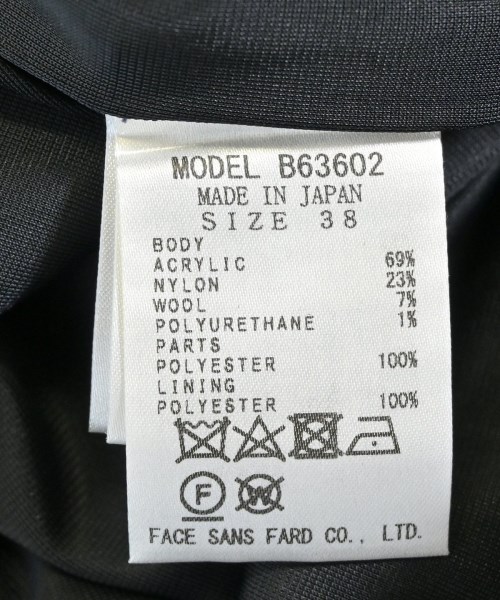 MODEL B63602
MADE IN JAPAN
SIZE 38
BODY
ACRYLIC 69%
NYLON 23%
WOOL 7%
POLYURETHANE 1%
PARTS
POLYESTER 100%
LINING
POLYESTER 100%
F W
FACE SANS FARD CO., LTD.